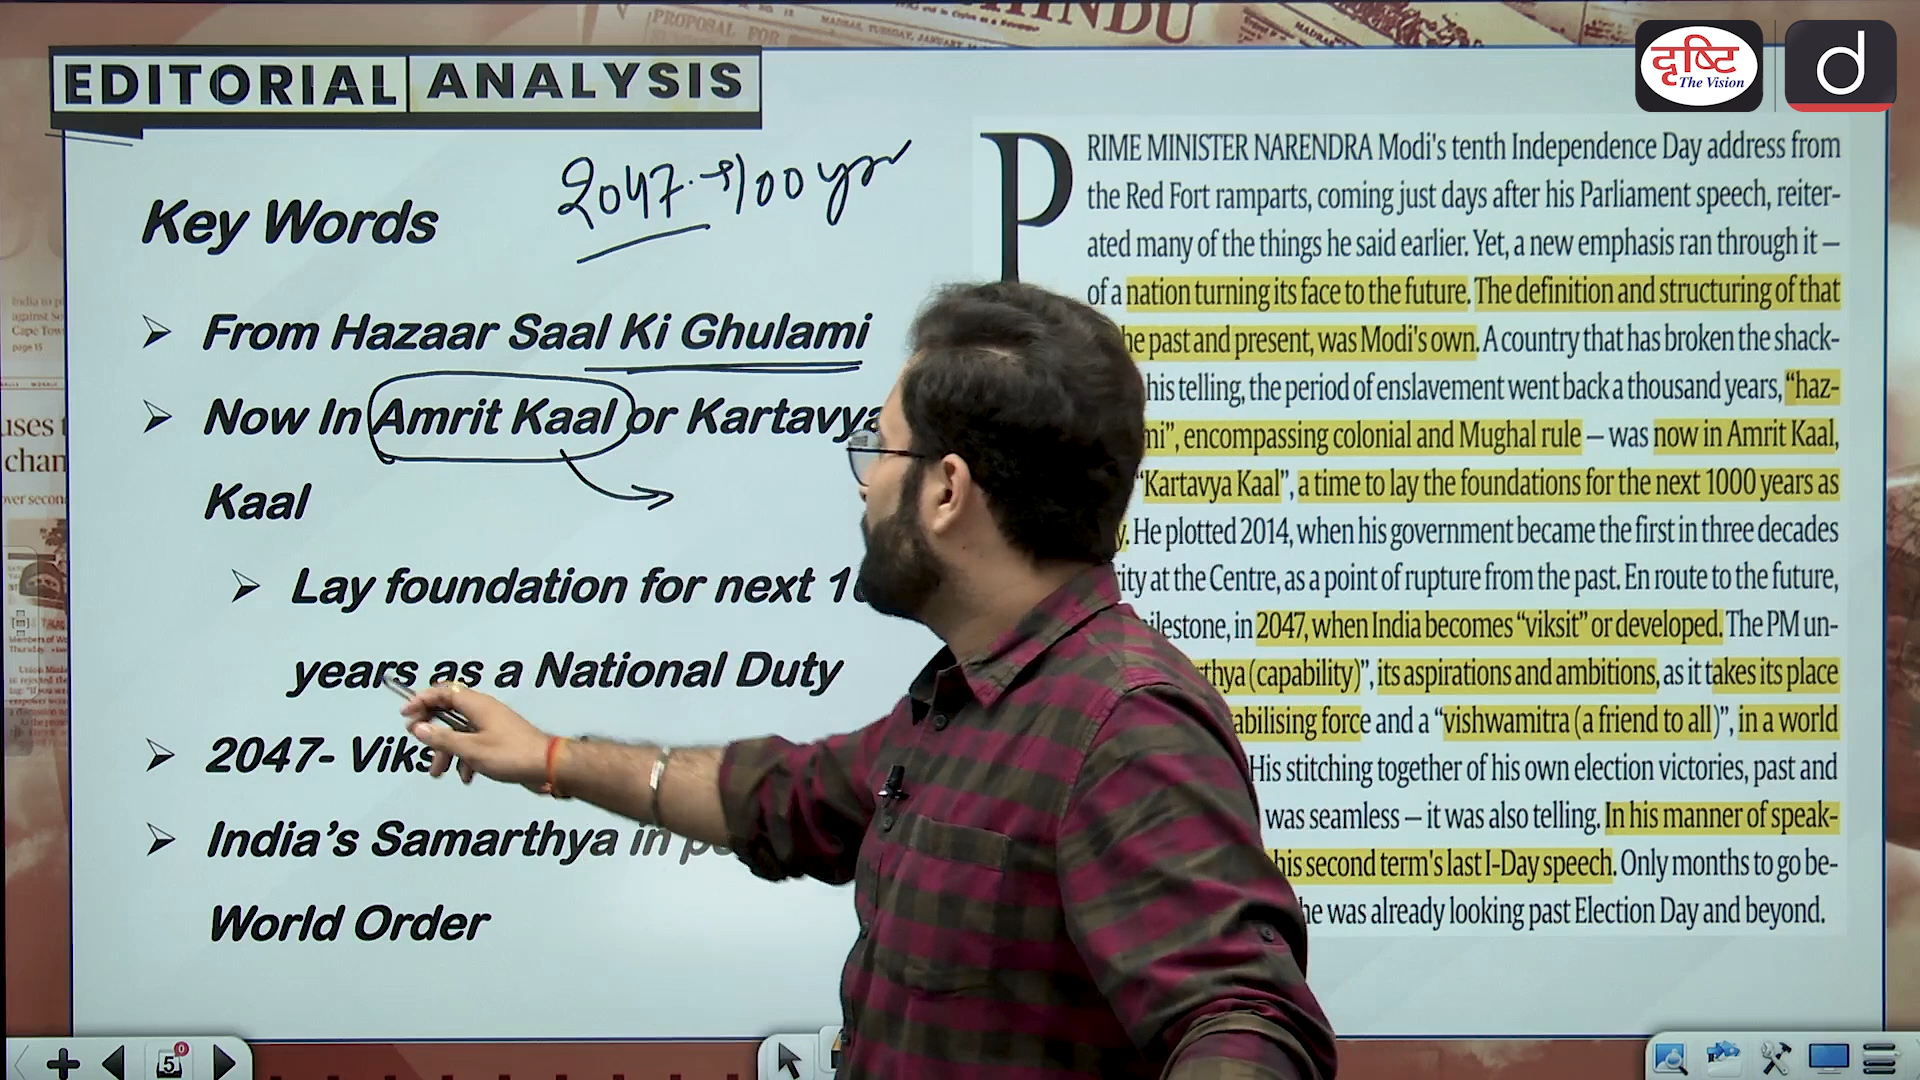 PROPOSAL FOR
HINDU
दृष्टि
The Vision
d
EDITORIAL ANALYSIS
2047
100
Key Words
From Hazaar Saal Ki Ghulami
Now In Amrit Kaal or Kartavya
Kaal
Lay foundation for next
years as a National Duty
2047-
India's Samarthya in
World Order
PRIME MINISTER NARENDRA Modi's tenth Independence Day address from
the Red Fort ramparts, coming just days after his Parliament speech, reiter-
ated many of the things he said earlier. Yet, a new emphasis ran through it —
of a nation turning its face to the future. The definition and structuring of that
he past and present, was Modi's own. A country that has broken the shack-
his telling, the period of enslavement went back a thousand years, “haz-
mi”, encompassing colonial and Mughal rule — was now in Amrit Kaal,
“Kartavya Kaal”, a time to lay the foundations for the next 1000 years as
y. He plotted 2014, when his government became the first in three decades
ity at the Centre, as a point of rupture from the past. En route to the future,
ilestone, in 2047, when India becomes “viksit” or developed. The PM un-
rthya (capability)”, its aspirations and ambitions, as it takes its place
abilising force and a “vishwamitra (a friend to all)”, in a world
His stitching together of his own election victories, past and
was seamless — it was also telling. In his manner of speak-
his second term's last I-Day speech. Only months to go be-
he was already looking past Election Day and beyond.
5
0